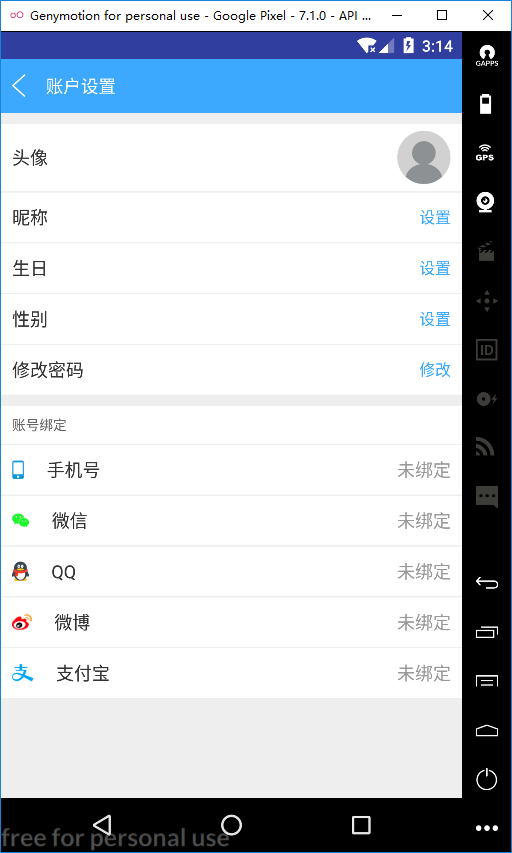 Genymotion for personal use - Google Pixel - 7.1.0 - API ...
3:14
GAPPS
账户设置
头像
GPS
昵称 设置
生日 设置
性别 设置
ID
修改密码 修改
账号绑定
手机号 未绑定
微信 未绑定
QQ 未绑定
微博 未绑定
支付宝 未绑定
free for personal use